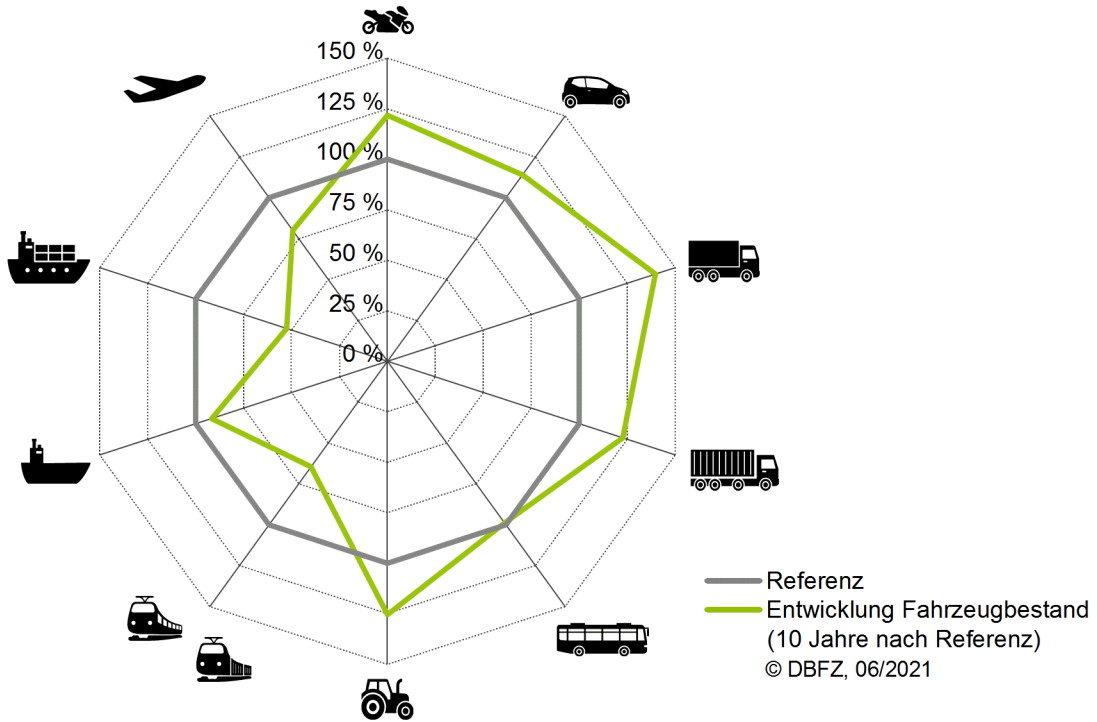 150 %
125 %
100 %
75 %
50 %
25 %
0 %
Referenz
Entwicklung Fahrzeugbestand
(10 Jahre nach Referenz)
© DBFZ, 06/2021